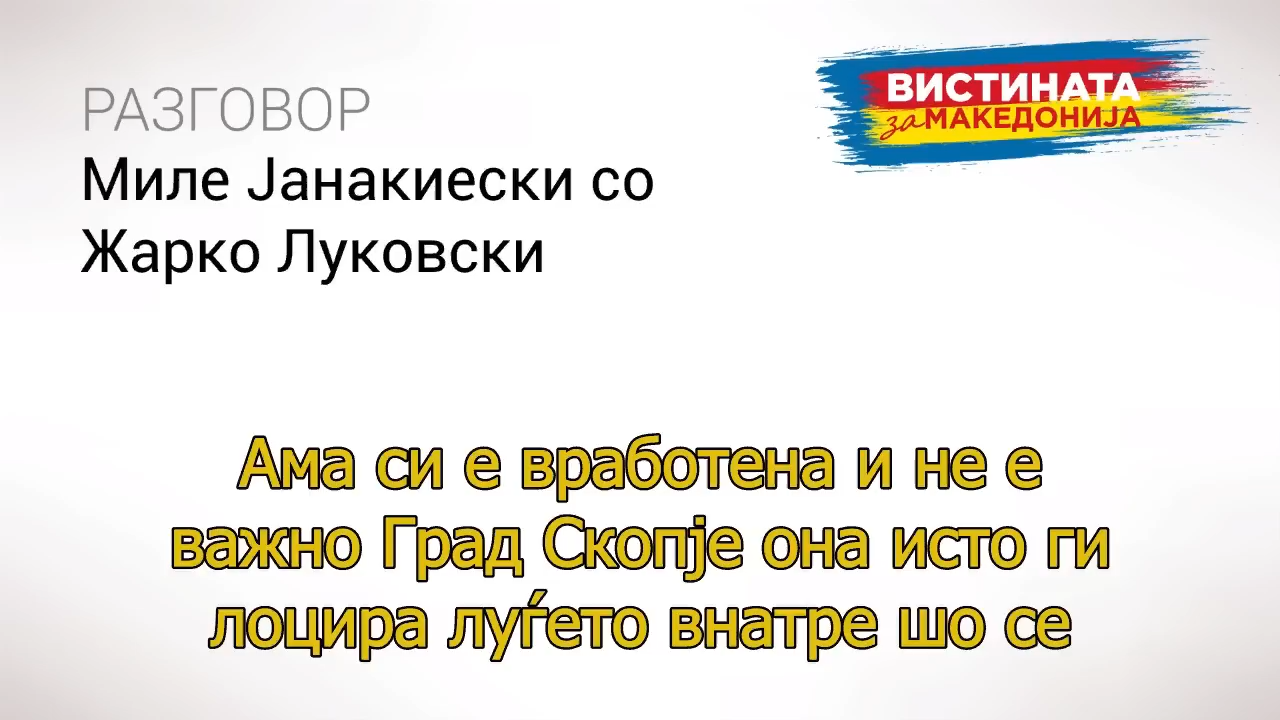 РАЗГОВОР
Миле Јанакиески со
Жарко Луковски
ВИСТИНАТА
за МАКЕДОНИЈА
Ама си е вработена и не е
важно Град Скопје она исто ги
лоцира луѓето внатре шо се